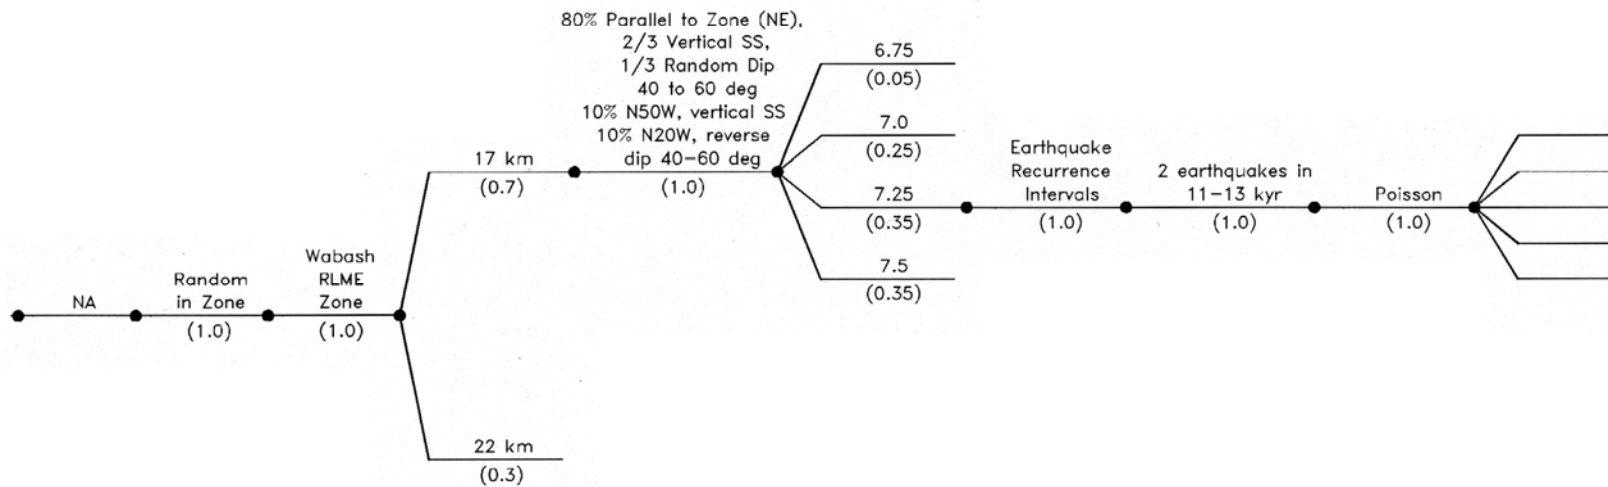 NA
Random
in Zone
(1.0)
Wabash
RLME
Zone
(1.0)
17 km
(0.7)
22 km
(0.3)
80% Parallel to Zone (NE),
2/3 Vertical SS,
1/3 Random Dip
40 to 60 deg
10% N50W, vertical SS
10% N20W, reverse
dip 40-60 deg
(1.0)
6.75
(0.05)
7.0
(0.25)
7.25
(0.35)
7.5
(0.35)
Earthquake
Recurrence
Intervals
(1.0)
2 earthquakes in
11-13 kyr
(1.0)
Poisson
(1.0)